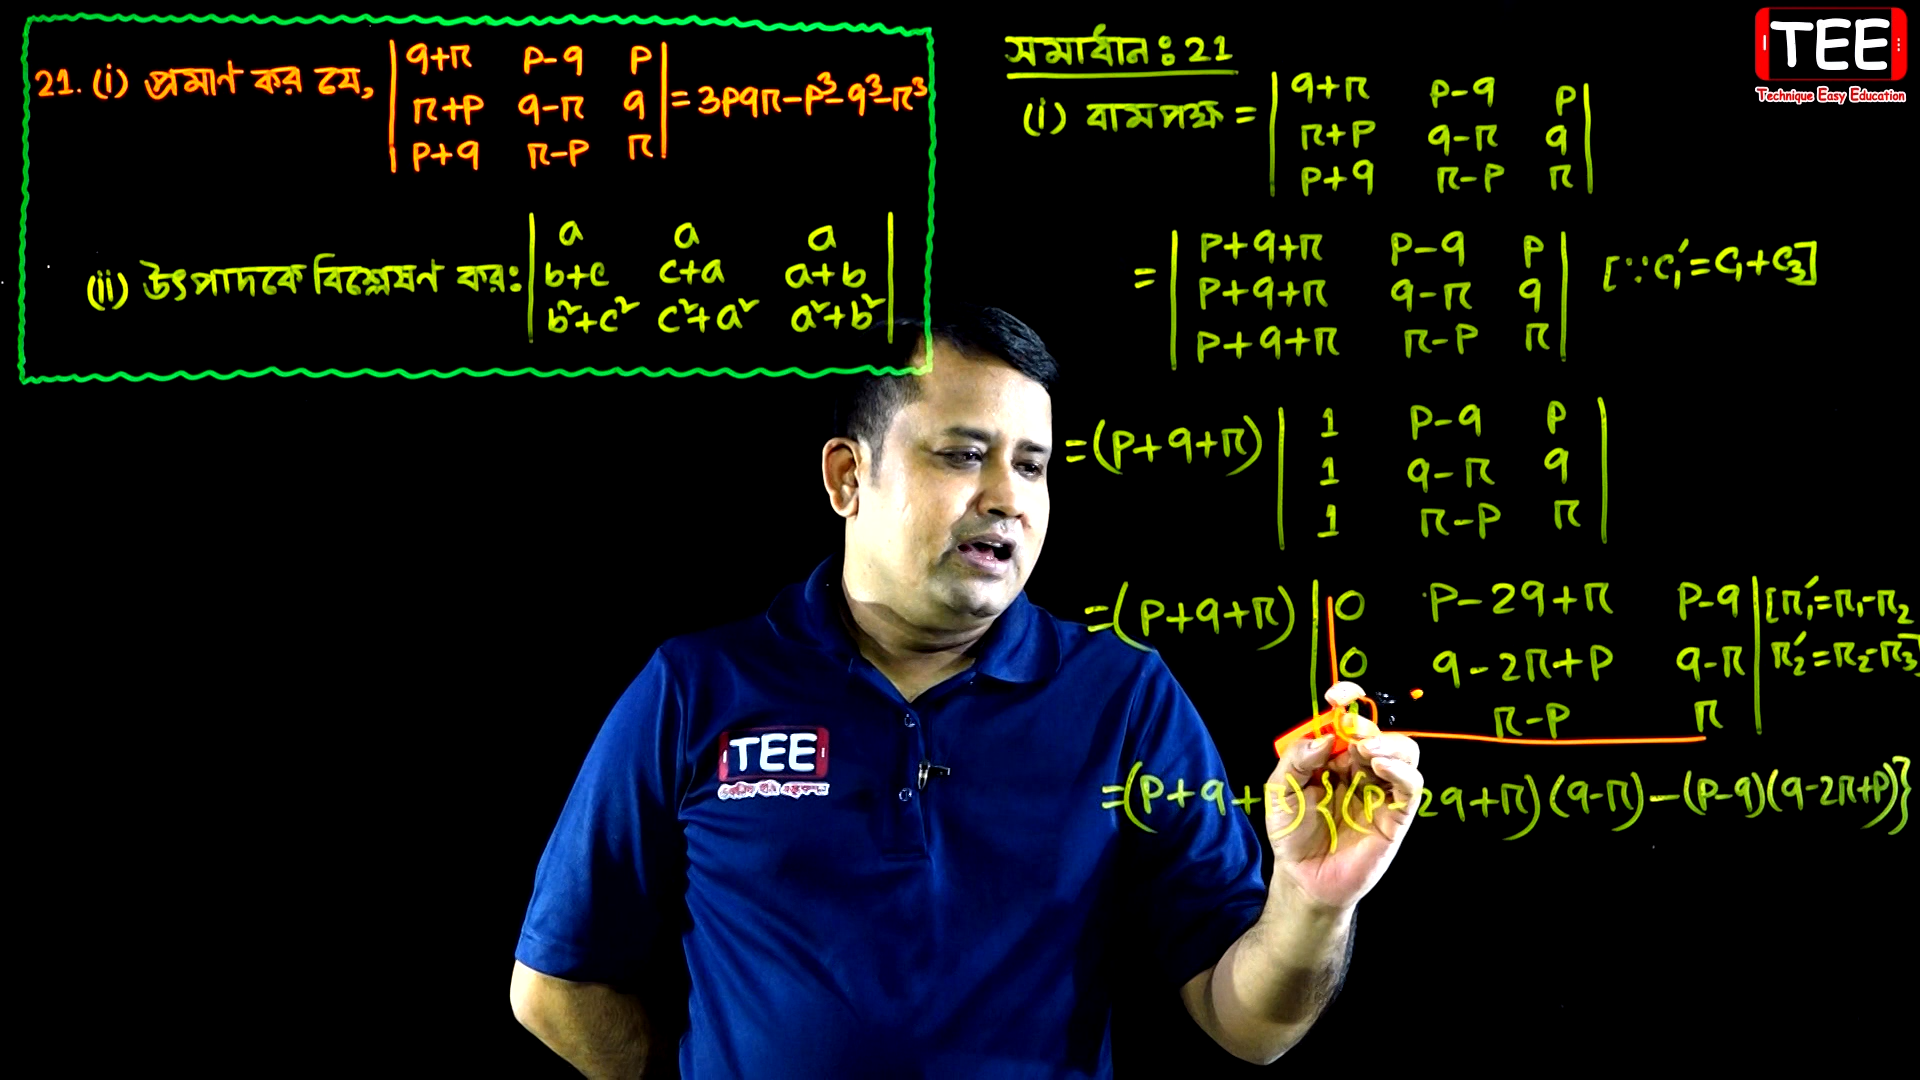 21. (i) প্রমাণ কর যে, | q+r p-q p |
| r+p q-r q | = 3pqr-p³-q³-r³
| p+q r-p r |
(ii) উৎপাদকে বিশ্লেষণ কর: | a a a |
| b+c c+a a+b |
| b²+c² c²+a² a²+b² |
সমাধান: 21
(i) বামপক্ষ = | q+r p-q p |
| r+p q-r q |
| p+q r-p r |
= | p+q+r p-q p |
| p+q+r q-r q | [∵ c₁′=c₁+c₃]
| p+q+r r-p r |
=(p+q+r) | 1 p-q p |
| 1 q-r q |
| 1 r-p r |
=(p+q+r) | 0 p-2q+r p-q | [r₁′=r₁-r₂
| 0 q-2r+p q-r | r₂′=r₂-r₃]
r-p r |
=(p+q+r) {(p-2q+r)(q-r)-(p-q)(q-2r+p)}
TEE
Technique Easy Education
TEE